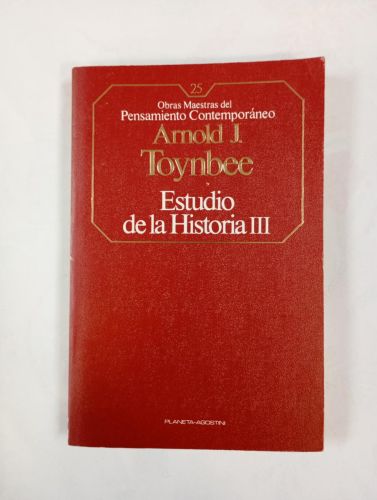 25
Obras Maestras del
Pensamiento Contemporáneo
Arnold J.
Toynbee
Estudio
de la Historia III
PLANETA-AGOSTINI